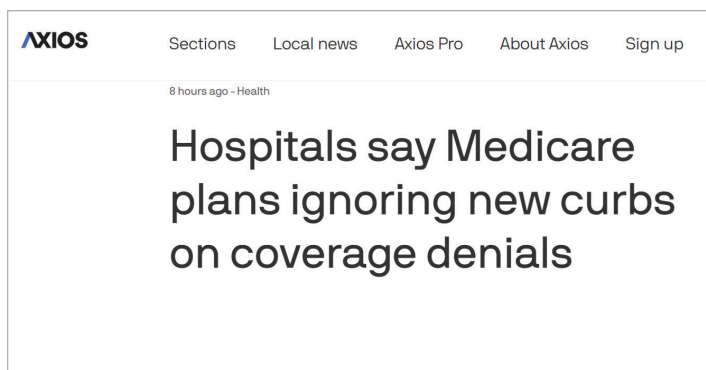 AXIOS
Sections Local news Axios Pro About Axios Sign up
8 hours ago - Health
Hospitals say Medicare
plans ignoring new curbs
on coverage denials